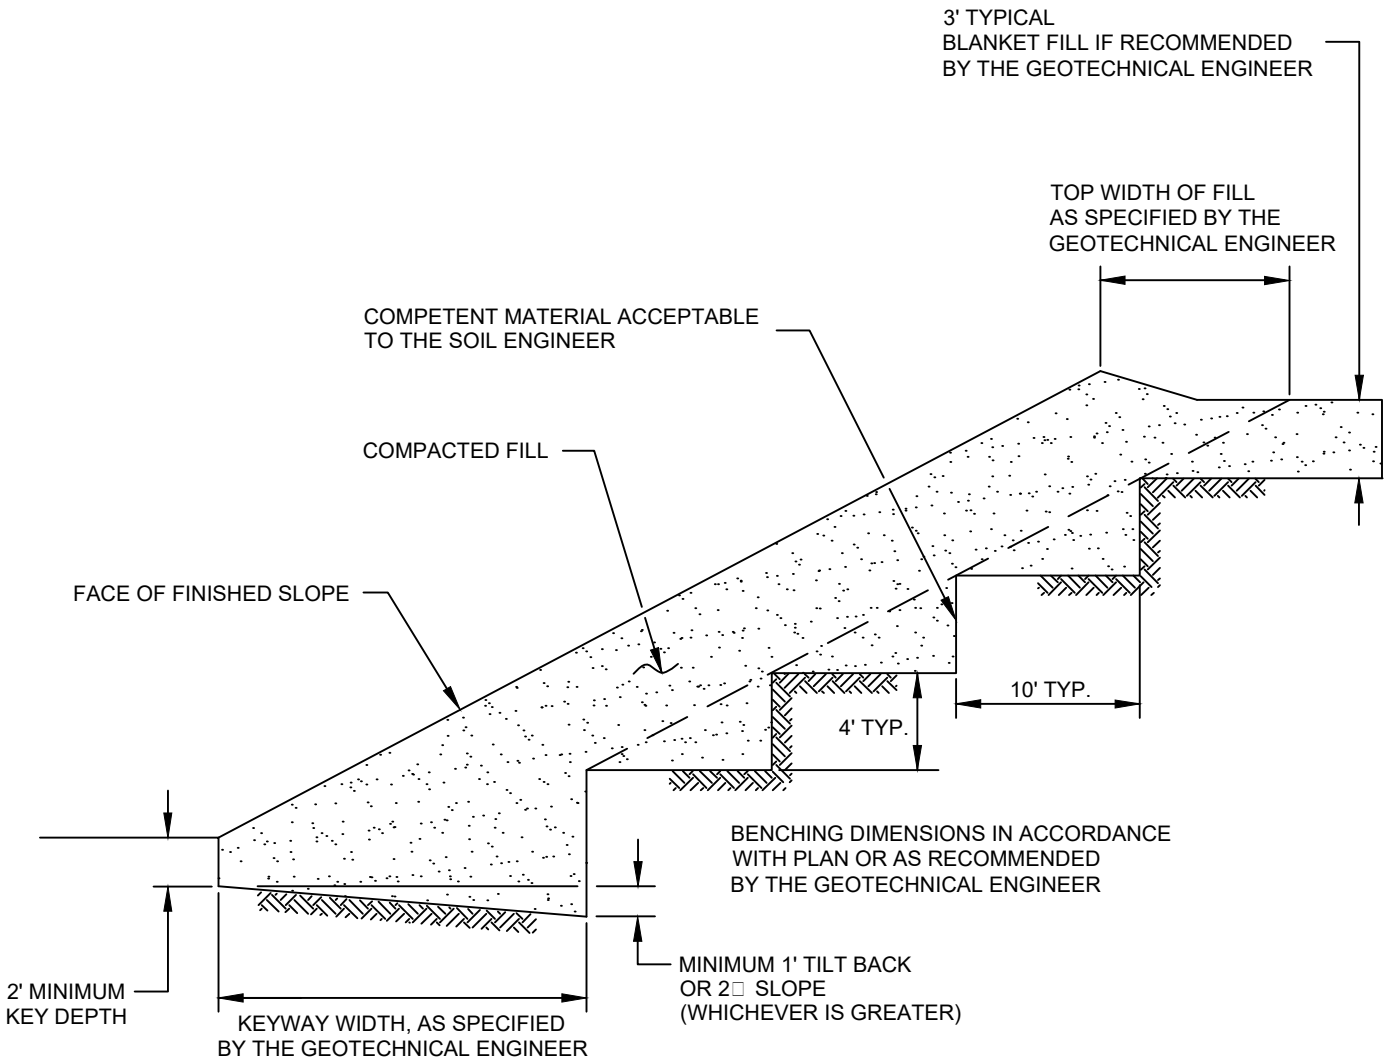 3' TYPICAL
BLANKET FILL IF RECOMMENDED
BY THE GEOTECHNICAL ENGINEER
TOP WIDTH OF FILL
AS SPECIFIED BY THE
GEOTECHNICAL ENGINEER
COMPETENT MATERIAL ACCEPTABLE
TO THE SOIL ENGINEER
COMPACTED FILL
FACE OF FINISHED SLOPE
10' TYP.
4' TYP.
BENCHING DIMENSIONS IN ACCORDANCE
WITH PLAN OR AS RECOMMENDED
BY THE GEOTECHNICAL ENGINEER
MINIMUM 1' TILT BACK
OR 2□ SLOPE
(WHICHEVER IS GREATER)
2' MINIMUM
KEY DEPTH
KEYWAY WIDTH, AS SPECIFIED
BY THE GEOTECHNICAL ENGINEER